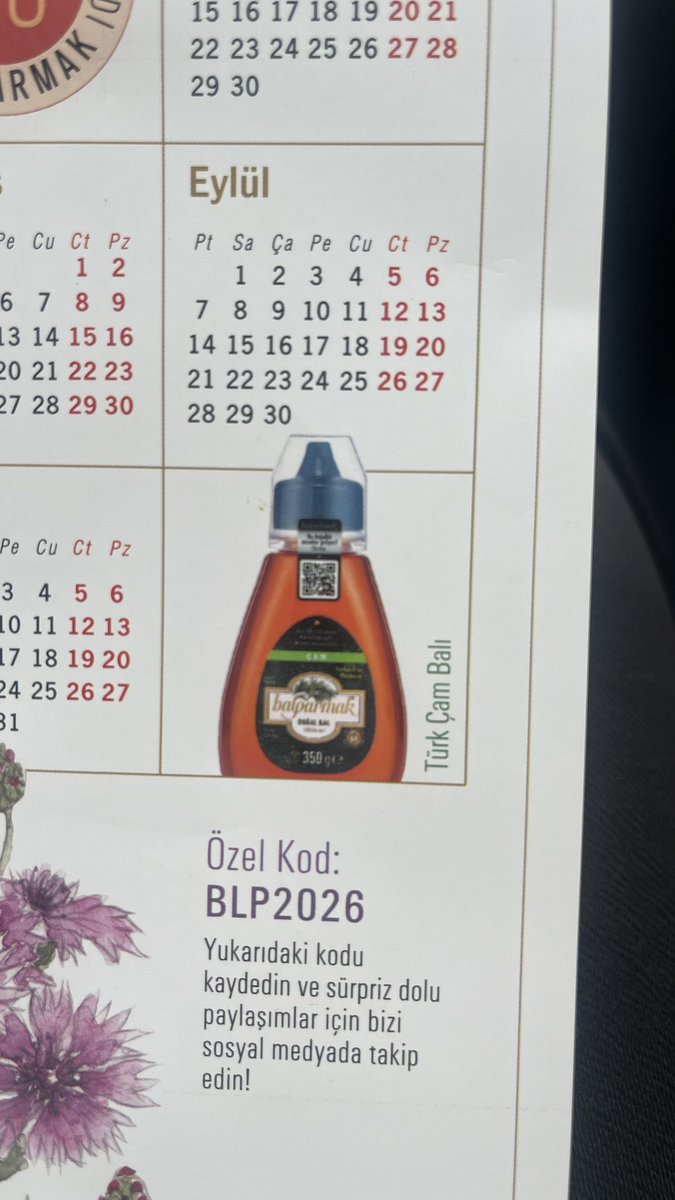 IRMAK
15 16 17 18 19 20 21
22 23 24 25 26 27 28
29 30
Pe Cu Ct Pz
1 2
6 7 8 9
13 14 15 16
20 21 22 23
27 28 29 30
Eylül
Pt Sa Ça Pe Cu Ct Pz
1 2 3 4 5 6
7 8 9 10 11 12 13
14 15 16 17 18 19 20
21 22 23 24 25 26 27
28 29 30
Pe Cu Ct Pz
3 4 5 6
10 11 12 13
17 18 19 20
24 25 26 27
31
ÇAM
balparmak
DOĞAL BAL
350 g e
Türk Çam Balı
Özel Kod:
BLP2026
Yukarıdaki kodu
kaydedin ve sürpriz dolu
paylaşımlar için bizi
sosyal medyada takip
edin!